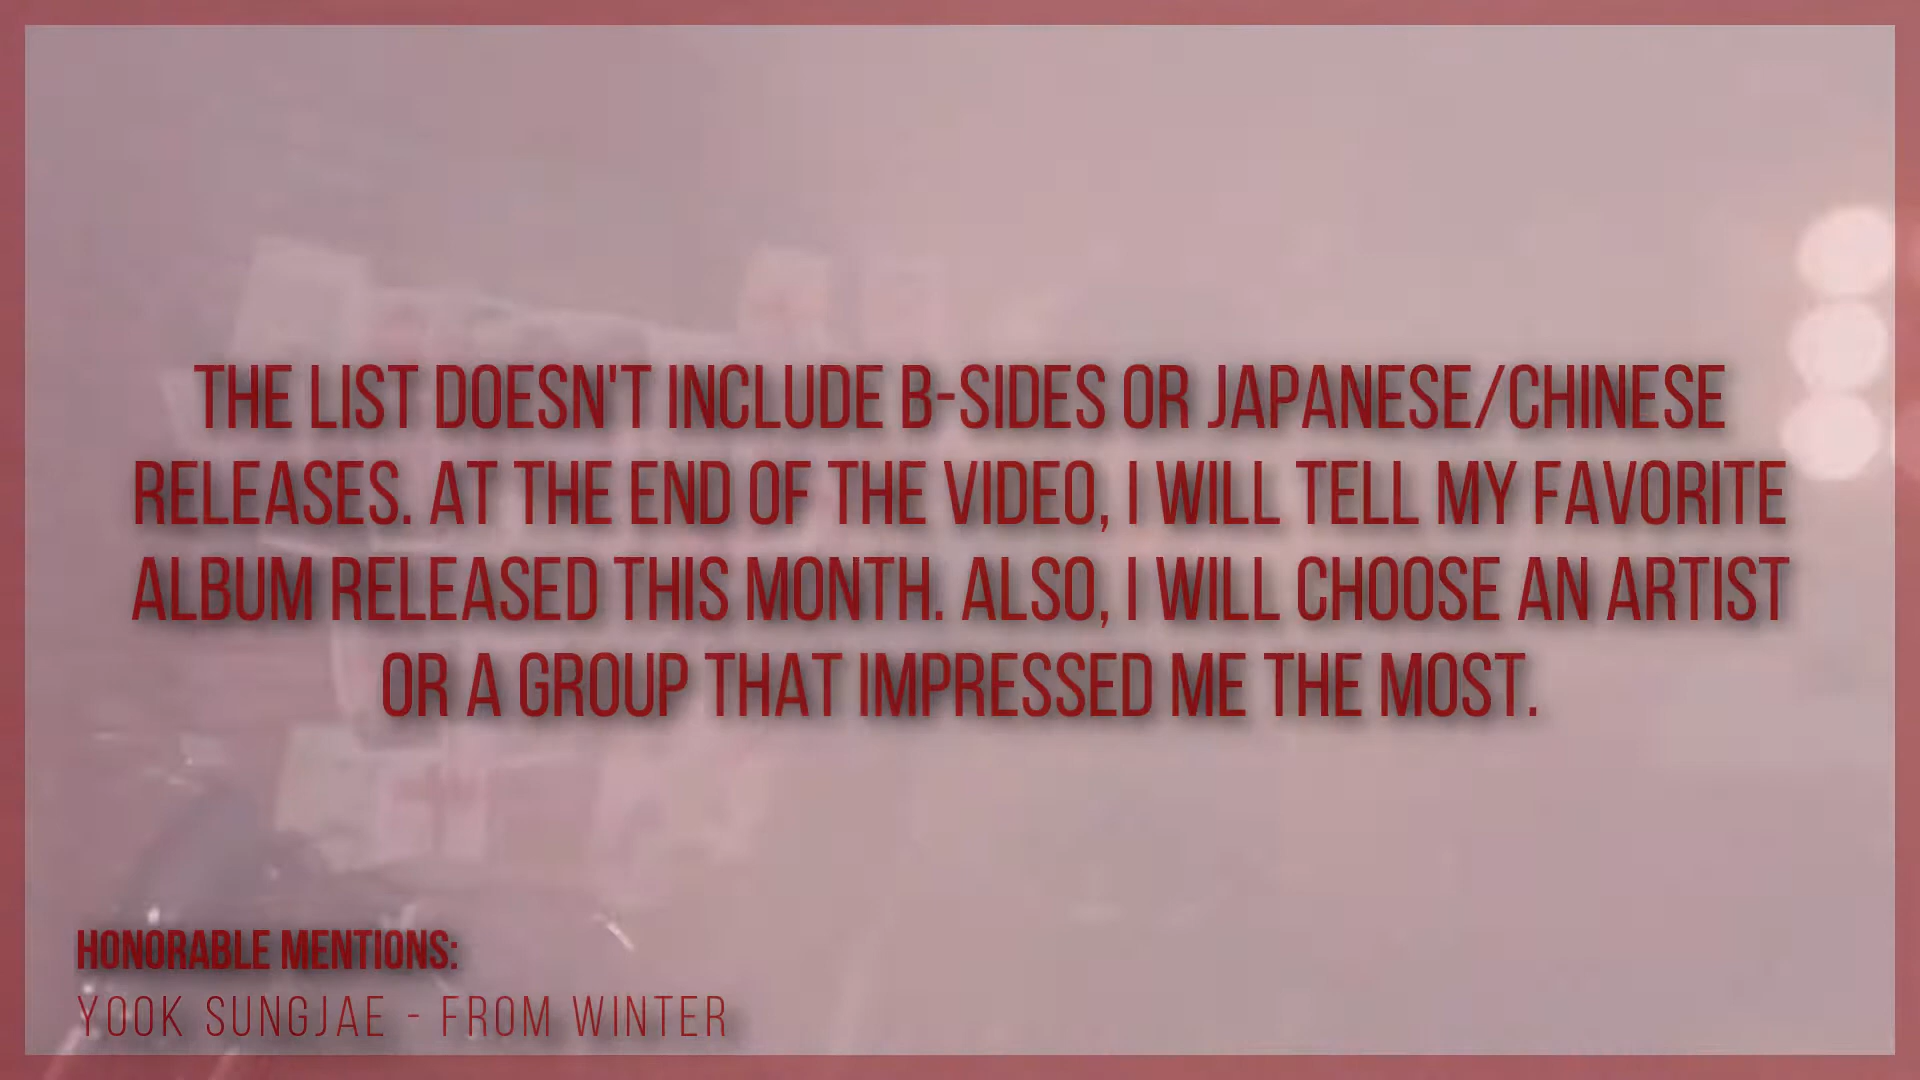 THE LIST DOESN'T INCLUDE B-SIDES OR JAPANESE/CHINESE
RELEASES. AT THE END OF THE VIDEO, I WILL TELL MY FAVORITE
ALBUM RELEASED THIS MONTH. ALSO, I WILL CHOOSE AN ARTIST
OR A GROUP THAT IMPRESSED ME THE MOST.
HONORABLE MENTIONS:
YOOK SUNGJAE - FROM WINTER